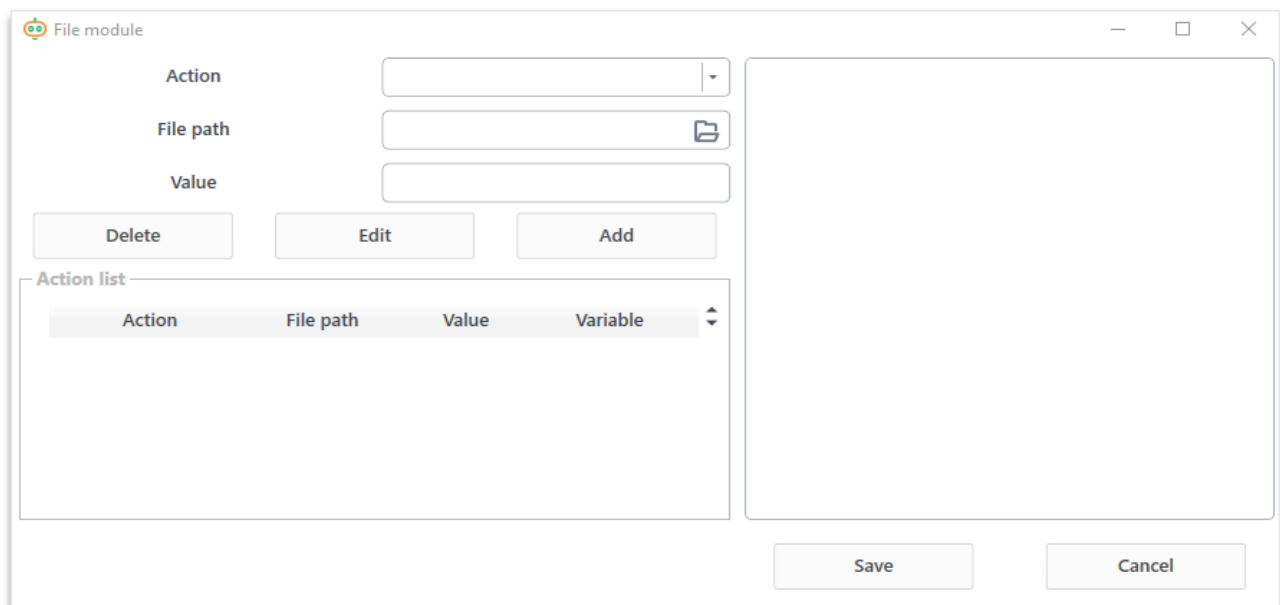 File module
Action
File path
Value
Delete Edit Add
Action list
Action File path Value Variable
Save Cancel